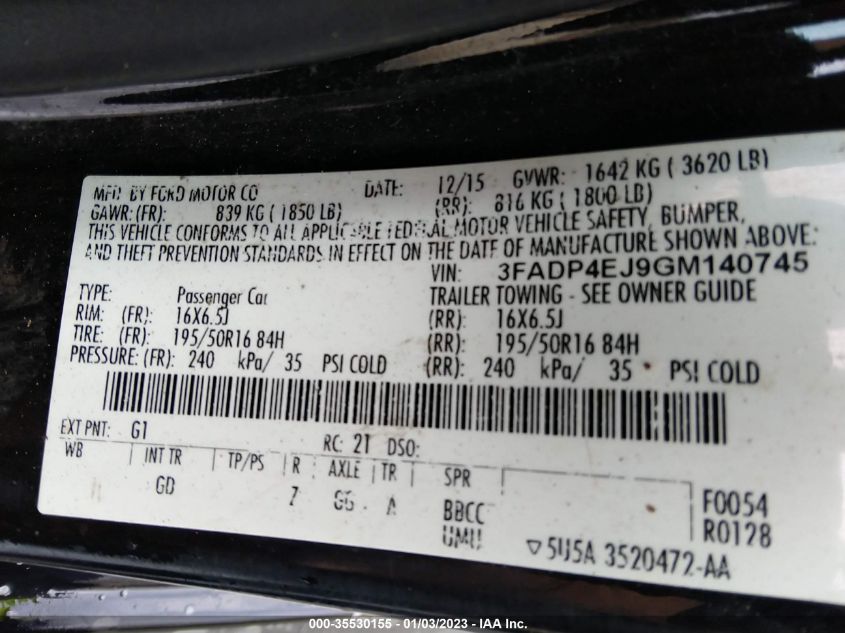 MFD. BY FORD MOTOR CO DATE: 12/15 GVWR: 1642 KG ( 3620 LB)
GAWR: (FR): 839 KG ( 1850 LB) (RR): 816 KG ( 1800 LB)
THIS VEHICLE CONFORMS TO ALL APPLICABLE FEDERAL MOTOR VEHICLE SAFETY, BUMPER,
AND THEFT PREVENTION STANDARDS IN EFFECT ON THE DATE OF MANUFACTURE SHOWN ABOVE:
VIN: 3FADP4EJ9GM140745
TYPE: Passenger Car TRAILER TOWING - SEE OWNER GUIDE
RIM: (FR): 16X6.5J (RR): 16X6.5J
TIRE: (FR): 195/50R16 84H (RR): 195/50R16 84H
PRESSURE: (FR): 240 kPa/ 35 PSI COLD (RR): 240 kPa/ 35 PSI COLD
EXT PNT: G1 RC: 21 DSO:
WB INT TR TP/PS R AXLE TR SPR
GD 7 A BBCC F0054
UMU R0128
5U5A 3520472-AA
000-35530155 - 01/03/2023 - © IAA Inc.